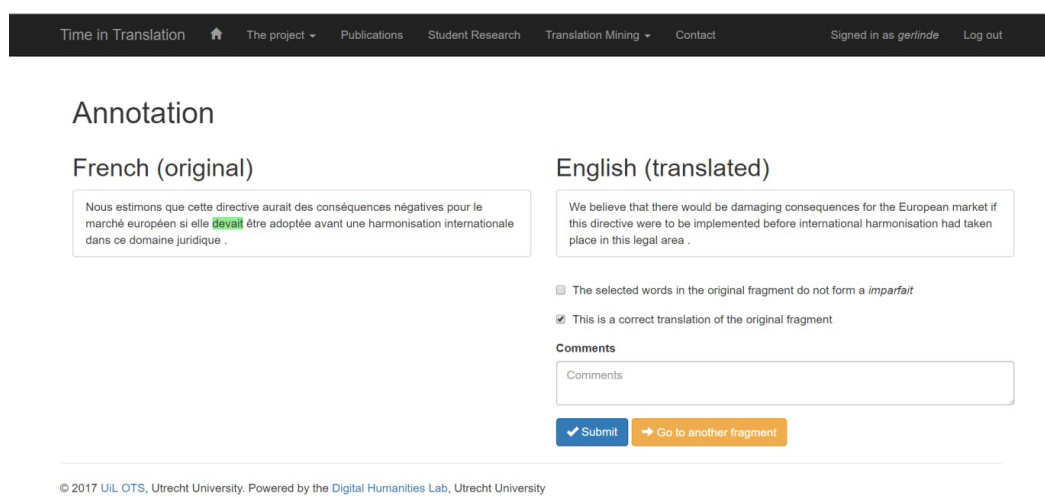 Time in Translation The project Publications Student Research Translation Mining Contact Signed in as gerlinde Log out
Annotation
French (original)
Nous estimons que cette directive aurait des conséquences négatives pour le
marché européen si elle devait être adoptée avant une harmonisation internationale
dans ce domaine juridique .
English (translated)
We believe that there would be damaging consequences for the European market if
this directive were to be implemented before international harmonisation had taken
place in this legal area .
The selected words in the original fragment do not form a imparfait
This is a correct translation of the original fragment
Comments
Comments
Submit Go to another fragment
© 2017 UiL OTS, Utrecht University. Powered by the Digital Humanities Lab, Utrecht University